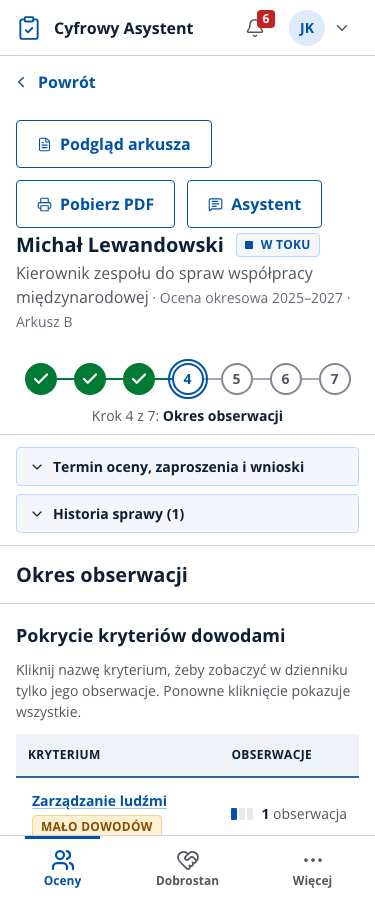 Cyfrowy Asystent
6
JK
Powrót
Podgląd arkusza
Pobierz PDF
Asystent
Michał Lewandowski
W TOKU
Kierownik zespołu do spraw współpracy
międzynarodowej · Ocena okresowa 2025–2027 ·
Arkusz B
4 5 6 7
Krok 4 z 7: Okres obserwacji
Termin oceny, zaproszenia i wnioski
Historia sprawy (1)
Okres obserwacji
Pokrycie kryteriów dowodami
Kliknij nazwę kryterium, żeby zobaczyć w dzienniku
tylko jego obserwacje. Ponowne kliknięcie pokazuje
wszystkie.
KRYTERIUM OBSERWACJE
Zarządzanie ludźmi
MAŁO DOWODÓW
1 obserwacja
Oceny
Dobrostan
Więcej